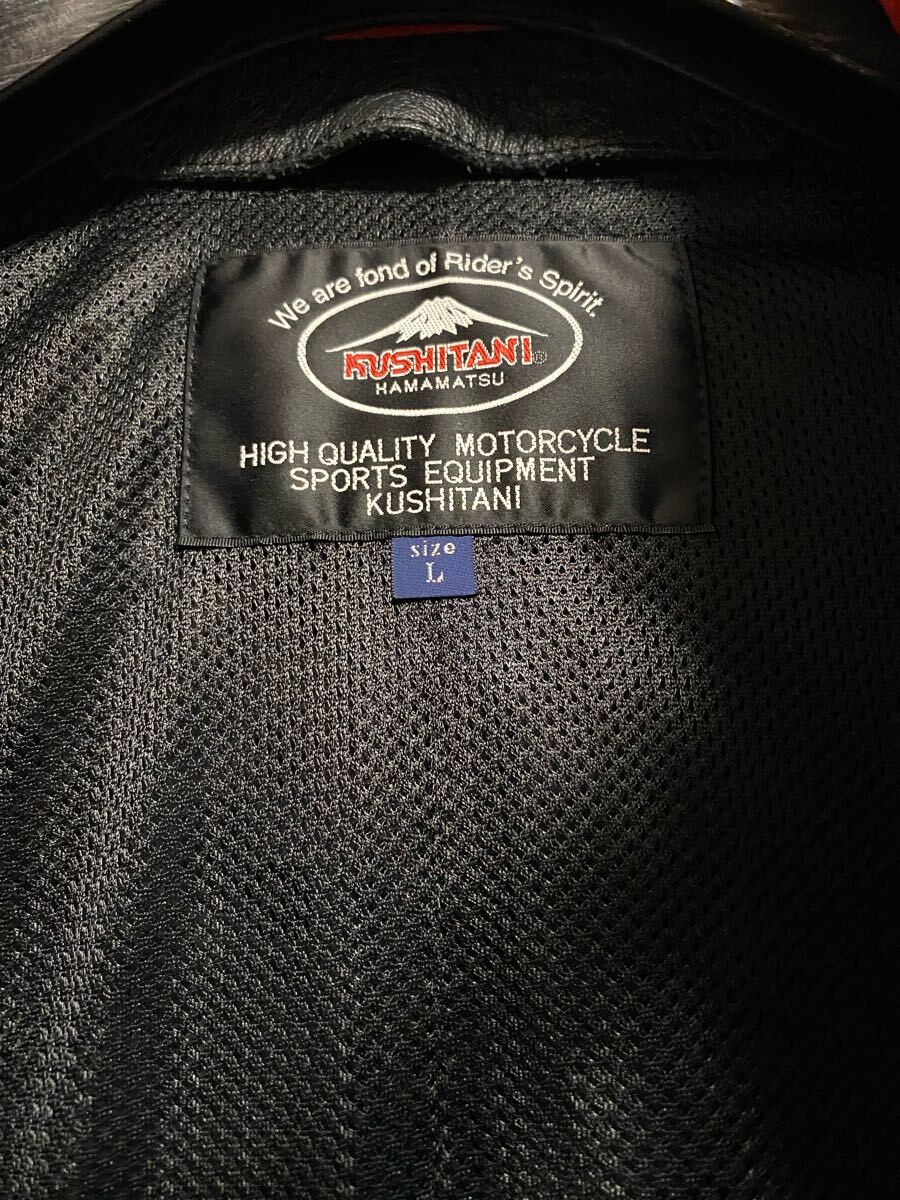 We are fond of Rider's Spirit.
KUSHITANI®
HAMAMATSU
HIGH QUALITY MOTORCYCLE
SPORTS EQUIPMENT
KUSHITANI
size
L